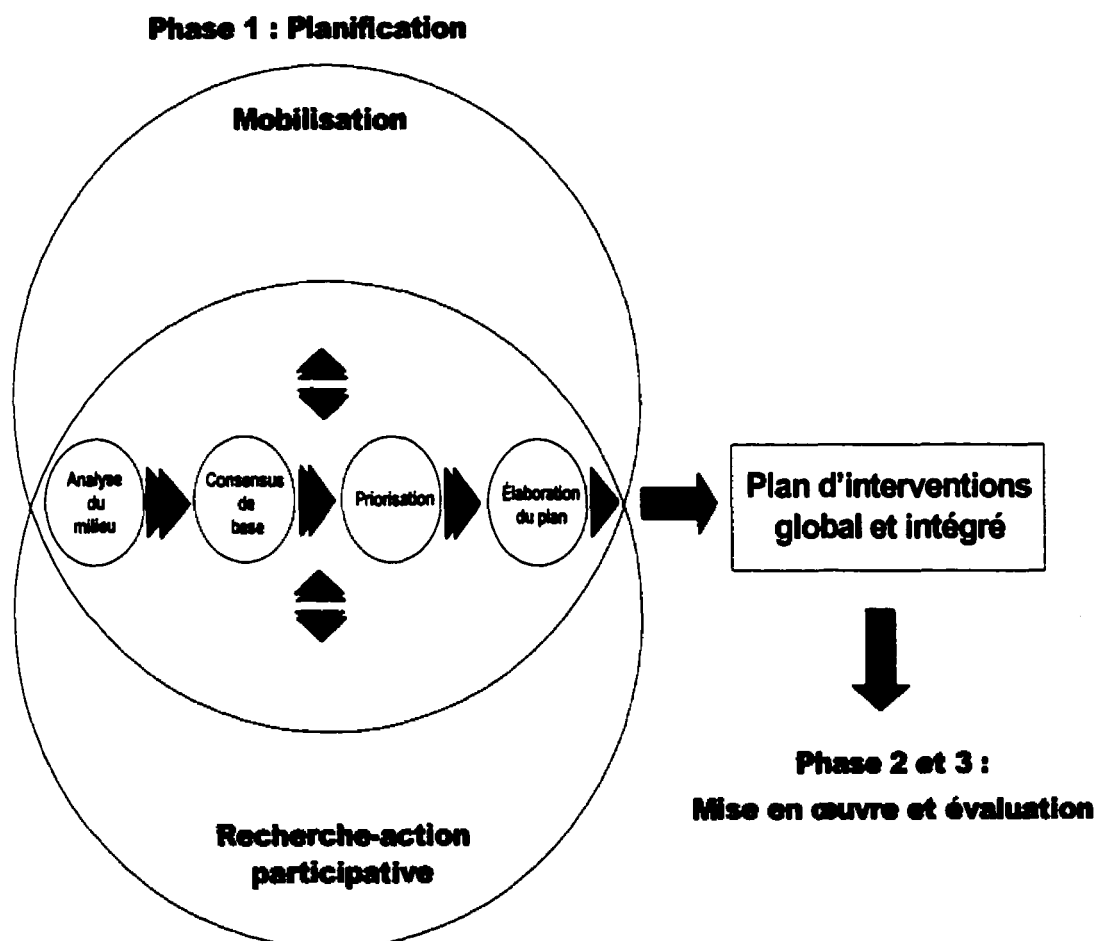 Phase 1 : Planification
Mobilisation
Analyse
du
milieu
Consensus
de
base
Priorisation
Élaboration
du plan
Plan d'interventions
global et intégré
Phase 2 et 3 :
Mise en œuvre et évaluation
Recherche-action
participative